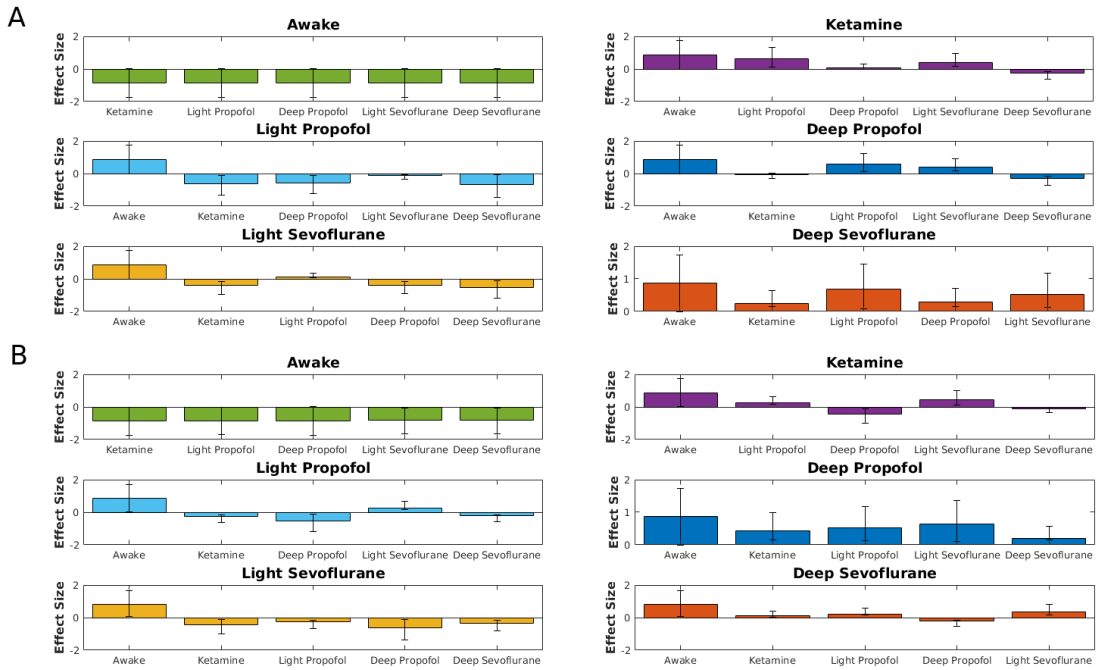 A
Awake
Effect Size
2
0
-2
Ketamine Light Propofol Deep Propofol Light Sevoflurane Deep Sevoflurane
Ketamine
Effect Size
2
0
-2
Awake Light Propofol Deep Propofol Light Sevoflurane Deep Sevoflurane
Light Propofol
Effect Size
2
0
-2
Awake Ketamine Deep Propofol Light Sevoflurane Deep Sevoflurane
Deep Propofol
Effect Size
2
0
-2
Awake Ketamine Light Propofol Light Sevoflurane Deep Sevoflurane
Light Sevoflurane
Effect Size
2
0
-2
Awake Ketamine Light Propofol Deep Propofol Deep Sevoflurane
Deep Sevoflurane
Effect Size
2
1
0
Awake Ketamine Light Propofol Deep Propofol Light Sevoflurane
B
Awake
Effect Size
2
0
-2
Ketamine Light Propofol Deep Propofol Light Sevoflurane Deep Sevoflurane
Ketamine
Effect Size
2
0
-2
Awake Light Propofol Deep Propofol Light Sevoflurane Deep Sevoflurane
Light Propofol
Effect Size
2
0
-2
Awake Ketamine Deep Propofol Light Sevoflurane Deep Sevoflurane
Deep Propofol
Effect Size
2
1
0
Awake Ketamine Light Propofol Light Sevoflurane Deep Sevoflurane
Light Sevoflurane
Effect Size
2
0
-2
Awake Ketamine Light Propofol Deep Propofol Deep Sevoflurane
Deep Sevoflurane
Effect Size
2
0
-2
Awake Ketamine Light Propofol Deep Propofol Light Sevoflurane